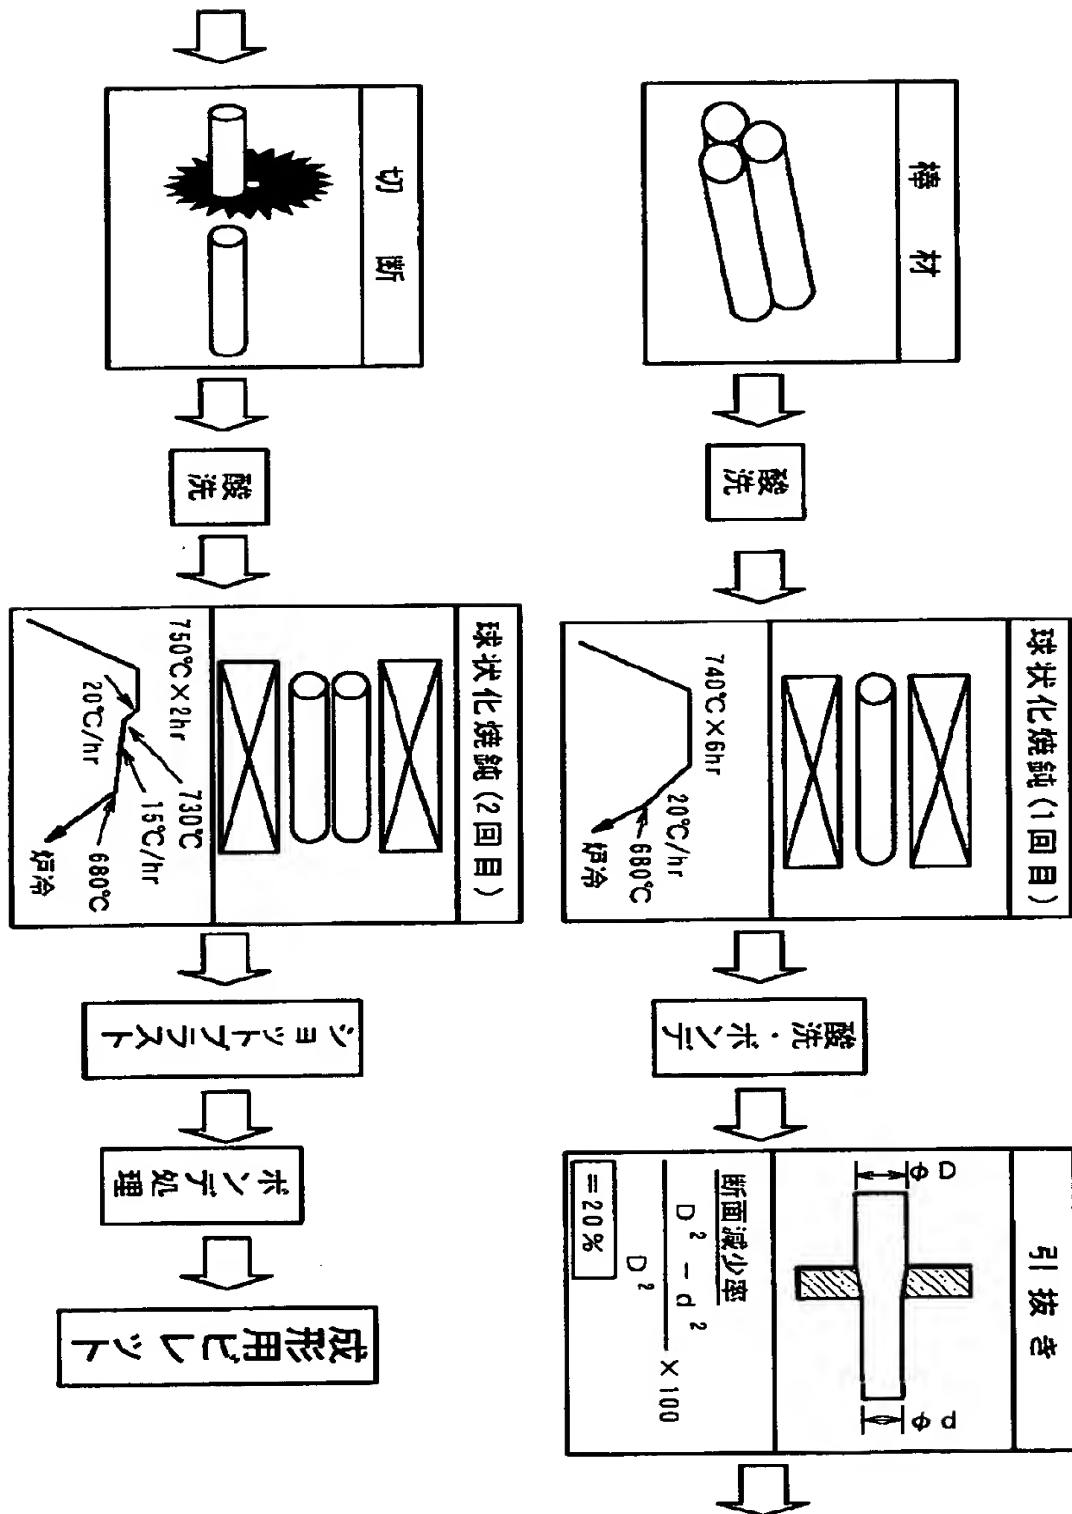 棒材
酸洗
球状化焼鈍(1回目)
740℃×6hr
20℃/hr
680℃
炉冷
酸洗・ボンデ
引抜き
φD
φd
断面減少率
D² − d²
D²
×100
=20%
切断
酸洗
球状化焼鈍(2回目)
750℃×2hr
20℃/hr
730℃
15℃/hr
680℃
炉冷
ショットブラスト
ボンデ処理
成形用ビレット